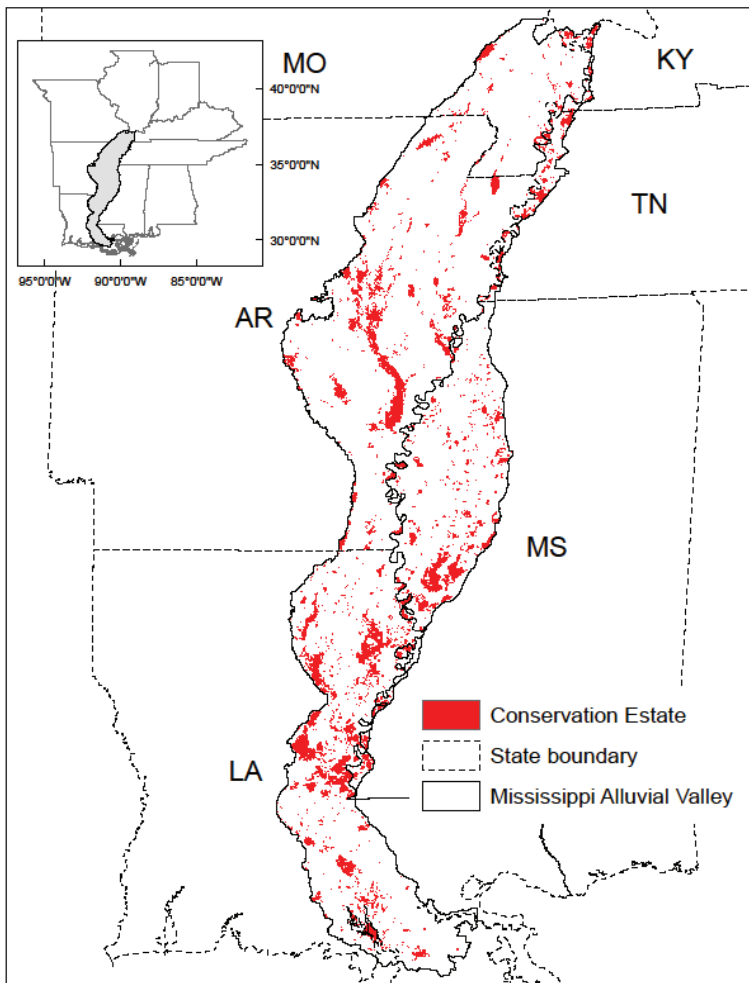 MO
KY
40°0'0"N
35°0'0"N
TN
30°0'0"N
95°0'0"W 90°0'0"W 85°0'0"W
AR
MS
Conservation Estate
State boundary
LA
Mississippi Alluvial Valley